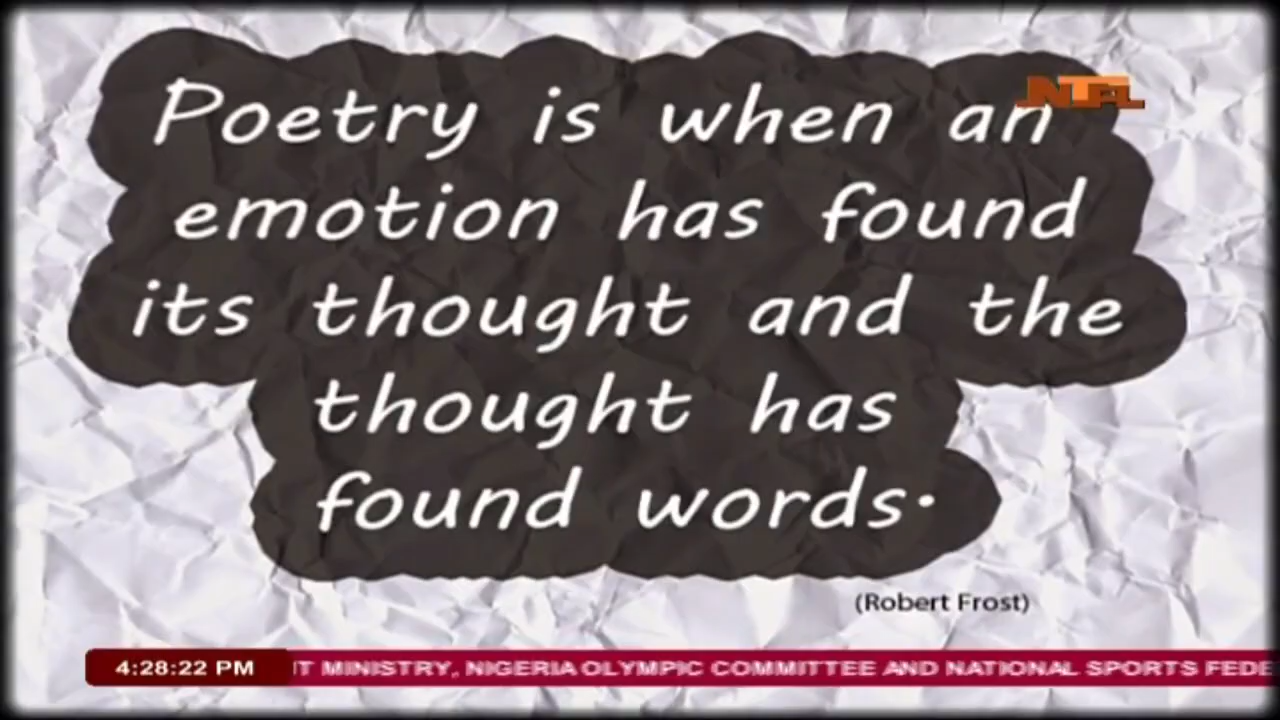 Poetry is when an
emotion has found
its thought and the
thought has
found words.
(Robert Frost)
4:28:22 PM
MINISTRY, NIGERIA OLYMPIC COMMITTEE AND NATIONAL SPORTS FEDE